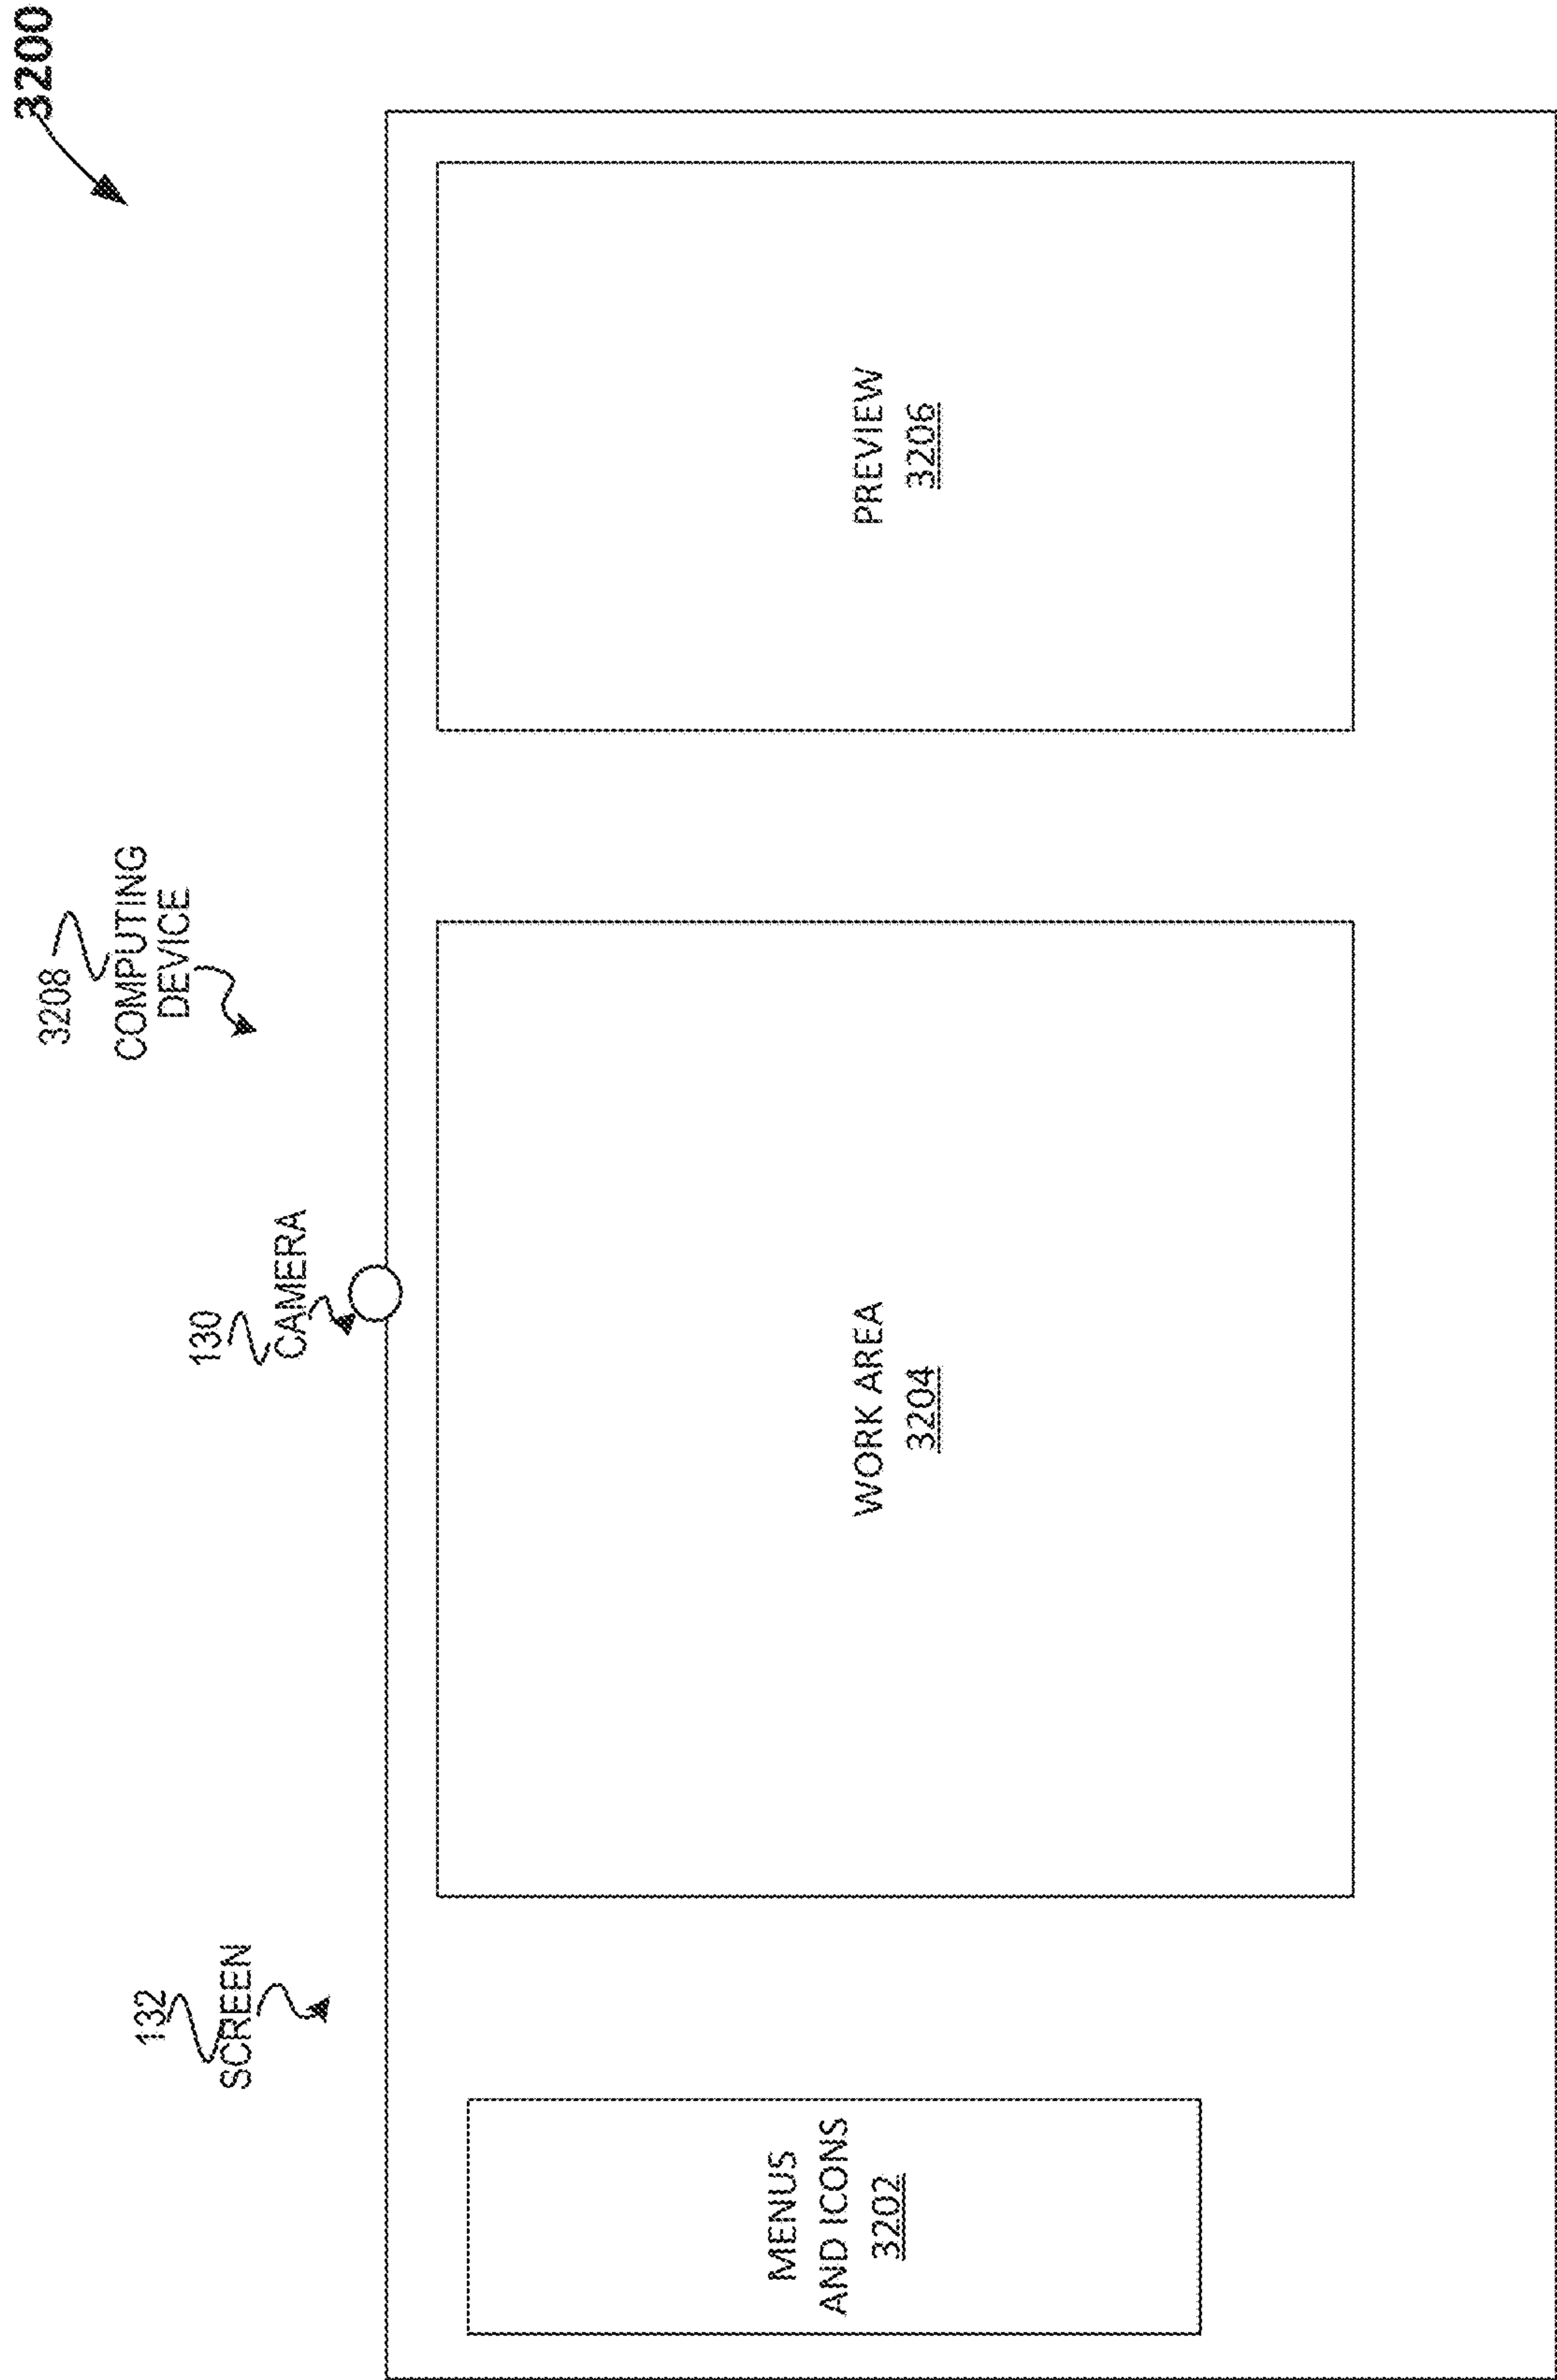 3200
3208
COMPUTING
DEVICE
130
CAMERA
132
SCREEN
MENUS
AND ICONS
3202
WORK AREA
3204
PREVIEW
3206